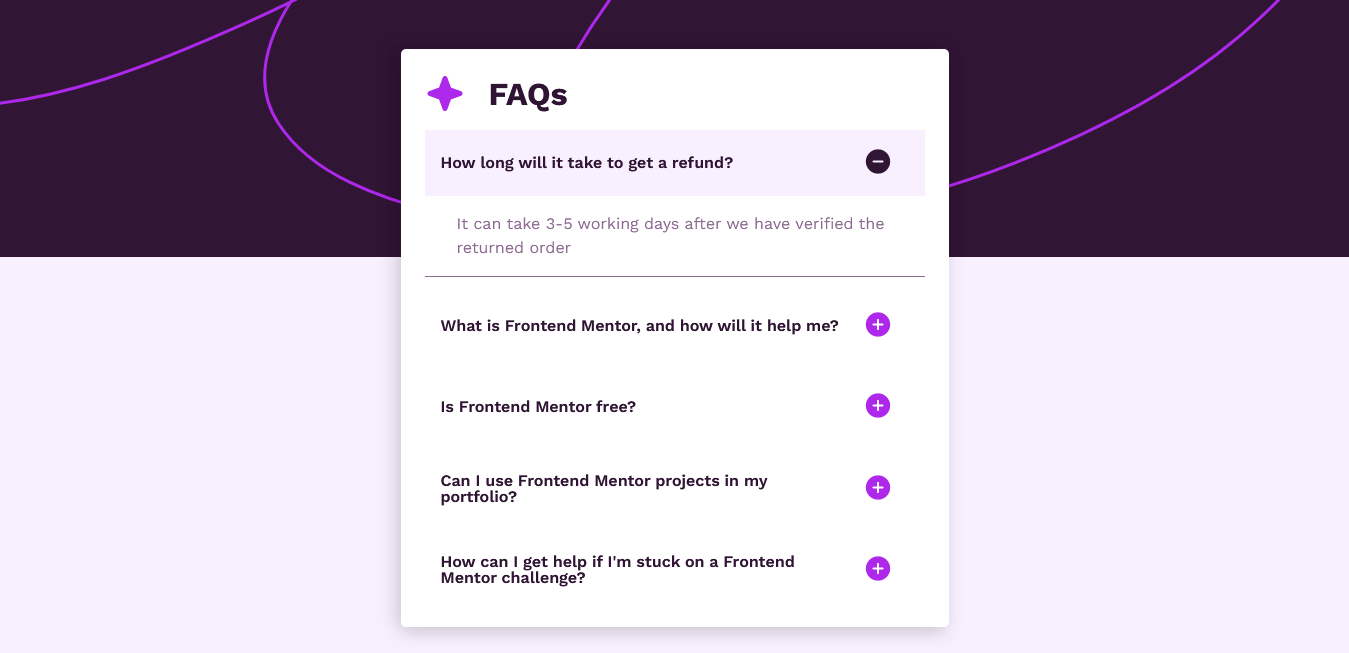 FAQs
How long will it take to get a refund?
It can take 3-5 working days after we have verified the
returned order
What is Frontend Mentor, and how will it help me?
Is Frontend Mentor free?
Can I use Frontend Mentor projects in my
portfolio?
How can I get help if I'm stuck on a Frontend
Mentor challenge?